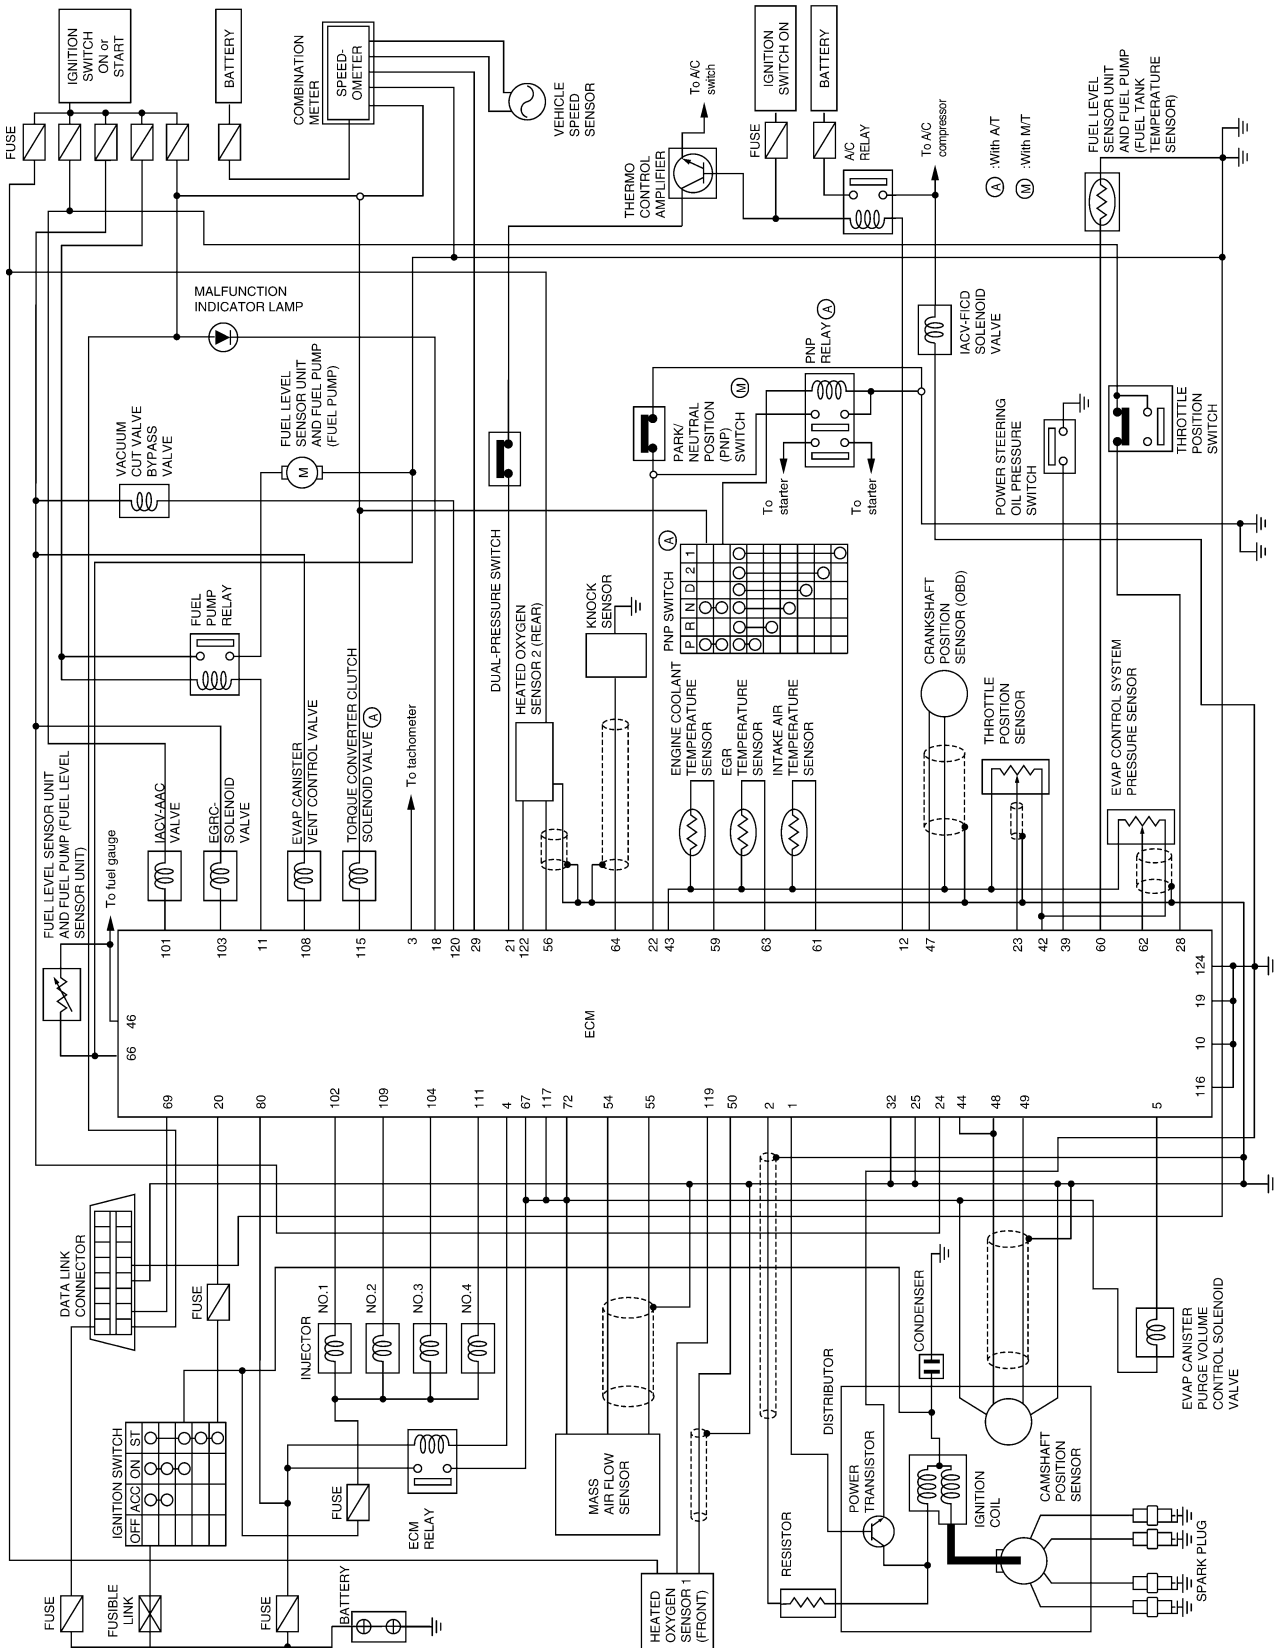 IGNITION
SWITCH
ON or
START
BATTERY
FUSE
COMBINATION
METER
SPEED-
OMETER
VEHICLE
SPEED
SENSOR
To A/C
switch
IGNITION
SWITCH ON
BATTERY
FUSE
THERMO
CONTROL
AMPLIFIER
A/C
RELAY
To A/C
compressor
A :With A/T
M :With M/T
FUEL LEVEL
SENSOR UNIT
AND FUEL PUMP
(FUEL TANK
TEMPERATURE
SENSOR)
MALFUNCTION
INDICATOR LAMP
VACUUM
CUT VALVE
BYPASS
VALVE
FUEL LEVEL
SENSOR UNIT
AND FUEL PUMP
(FUEL PUMP)
M
DUAL-PRESSURE SWITCH
PARK/
NEUTRAL
POSITION
(PNP)
SWITCH
M
PNP
RELAY
A
To
starter
To
starter
IACV-FICD
SOLENOID
VALVE
POWER STEERING
OIL PRESSURE
SWITCH
THROTTLE
POSITION
SWITCH
FUEL
PUMP
RELAY
HEATED OXYGEN
SENSOR 2 (REAR)
KNOCK
SENSOR
PNP SWITCH
A
P R N D 2 1
CRANKSHAFT
POSITION
SENSOR (OBD)
FUEL LEVEL SENSOR UNIT
AND FUEL PUMP (FUEL LEVEL
SENSOR UNIT)
To fuel gauge
IACV-AAC
VALVE
EGRC-
SOLENOID
VALVE
EVAP CANISTER
VENT CONTROL VALVE
TORQUE CONVERTER CLUTCH
SOLENOID VALVE
A
To tachometer
ENGINE COOLANT
TEMPERATURE
SENSOR
EGR
TEMPERATURE
SENSOR
INTAKE AIR
TEMPERATURE
SENSOR
THROTTLE
POSITION
SENSOR
EVAP CONTROL SYSTEM
PRESSURE SENSOR
101
103
11
108
115
3
18
120
29
21
122
56
64
22
43
59
63
61
12
47
23
42
39
60
62
28
46
66
ECM
124
19
10
116
69
20
80
102
109
104
111
4
67
117
72
54
55
119
50
2
1
32
25
24
44
48
49
5
DATA LINK
CONNECTOR
FUSE
INJECTOR
NO.1
NO.2
NO.3
NO.4
IGNITION SWITCH
OFF ACC ON ST
FUSE
ECM
RELAY
MASS
AIR FLOW
SENSOR
DISTRIBUTOR
CONDENSER
POWER
TRANSISTOR
RESISTOR
IGNITION
COIL
CAMSHAFT
POSITION
SENSOR
EVAP CANISTER
PURGE VOLUME
CONTROL SOLENOID
VALVE
FUSE
FUSIBLE
LINK
FUSE
BATTERY
HEATED
OXYGEN
SENSOR 1
(FRONT)
SPARK PLUG